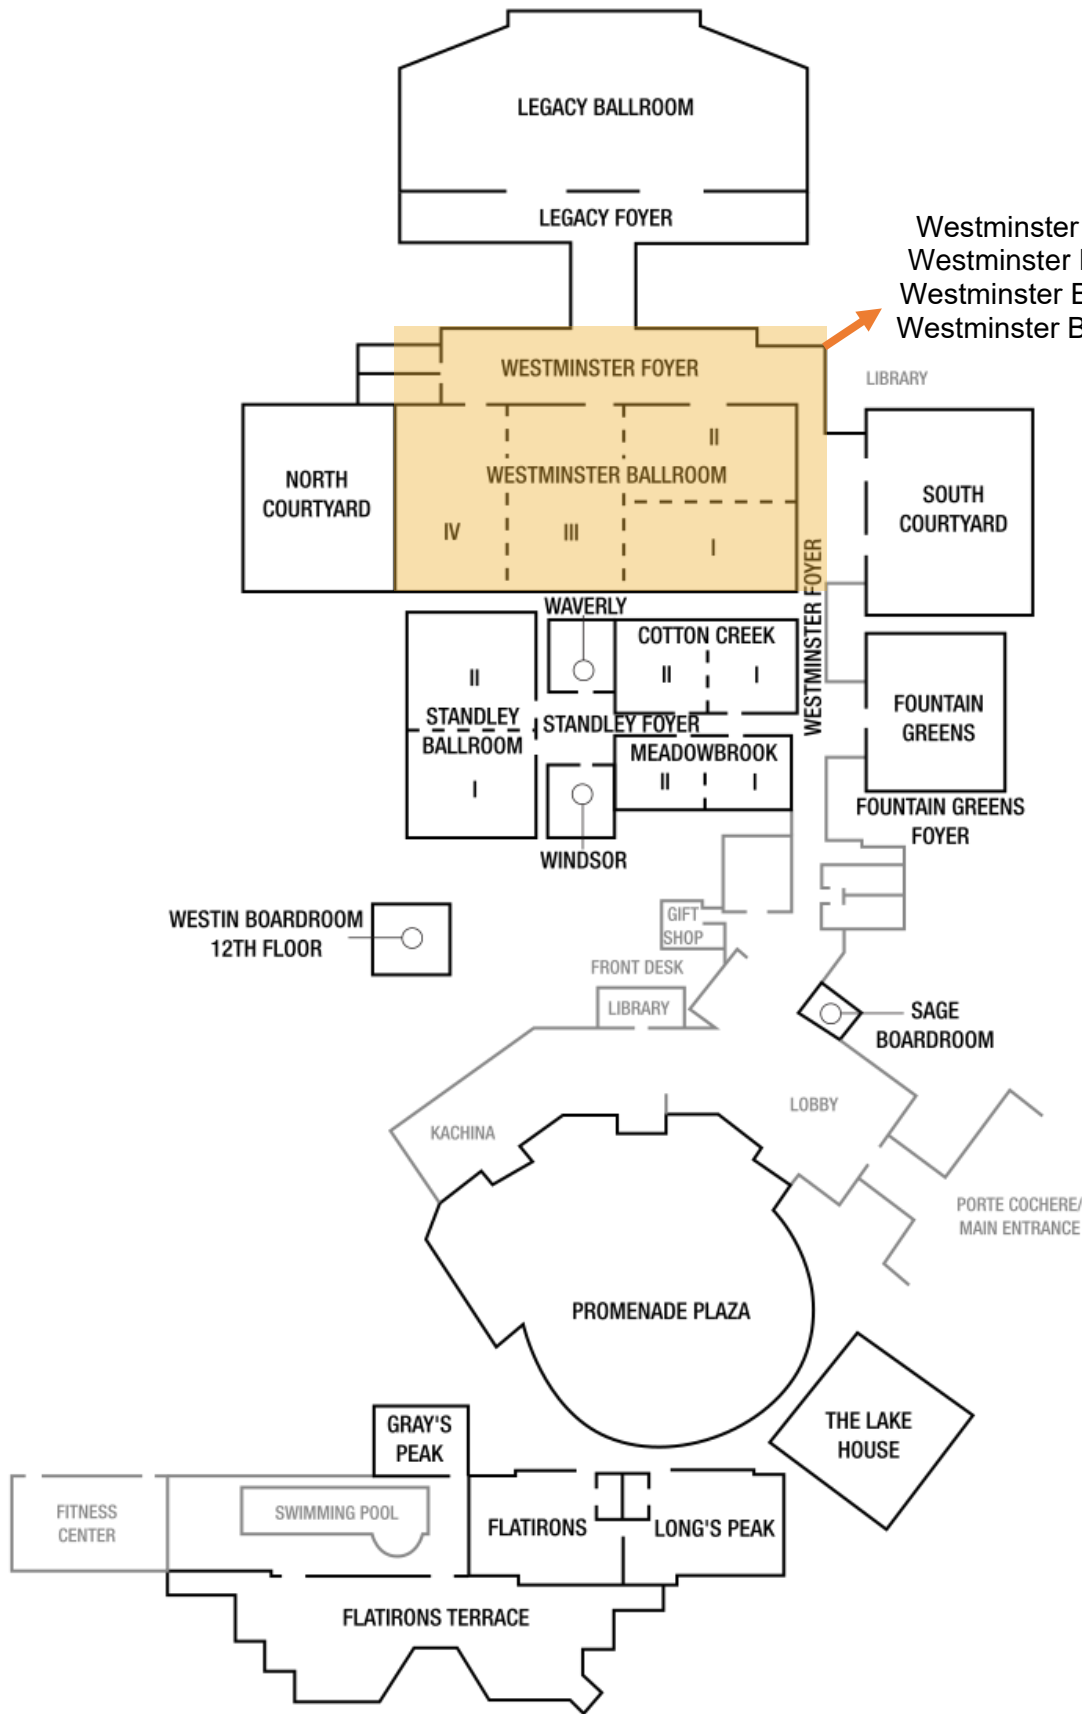 LEGACY BALLROOM
LEGACY FOYER
Westminster
Westminster
Westminster
Westminster B
WESTMINSTER FOYER
LIBRARY
II
WESTMINSTER BALLROOM
NORTH
COURTYARD
SOUTH
COURTYARD
IV
III
I
WESTMINSTER FOYER
WAVERLY
COTTON CREEK
II
I
II
STANDLEY
BALLROOM
I
STANDLEY FOYER
FOUNTAIN
GREENS
MEADOWBROOK
II
I
FOUNTAIN GREENS
FOYER
WINDSOR
WESTIN BOARDROOM
12TH FLOOR
GIFT
SHOP
FRONT DESK
LIBRARY
SAGE
BOARDROOM
LOBBY
KACHINA
PORTE COCHERE/
MAIN ENTRANCE
PROMENADE PLAZA
THE LAKE
HOUSE
GRAY'S
PEAK
FITNESS
CENTER
SWIMMING POOL
FLATIRONS
LONG'S PEAK
FLATIRONS TERRACE